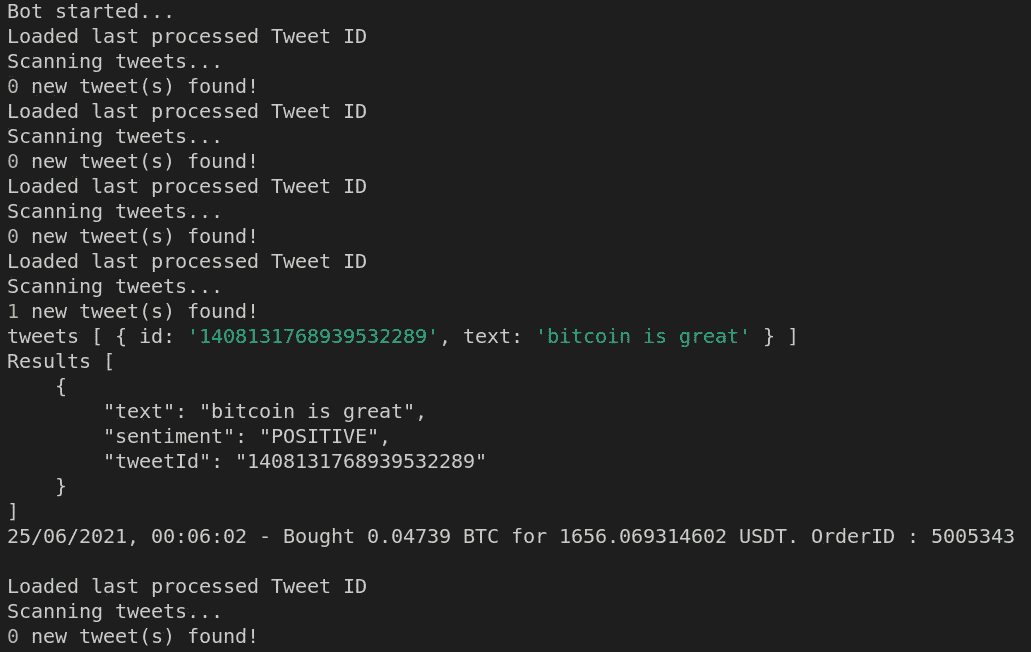 Bot started...
Loaded last processed Tweet ID
Scanning tweets...
0 new tweet(s) found!
Loaded last processed Tweet ID
Scanning tweets...
0 new tweet(s) found!
Loaded last processed Tweet ID
Scanning tweets...
0 new tweet(s) found!
Loaded last processed Tweet ID
Scanning tweets...
1 new tweet(s) found!
tweets [ { id: '1408131768939532289', text: 'bitcoin is great' } ]
Results [
    {
        "text": "bitcoin is great",
        "sentiment": "POSITIVE",
        "tweetId": "1408131768939532289"
    }
]
25/06/2021, 00:06:02 - Bought 0.04739 BTC for 1656.069314602 USDT. OrderID : 5005343
Loaded last processed Tweet ID
Scanning tweets...
0 new tweet(s) found!